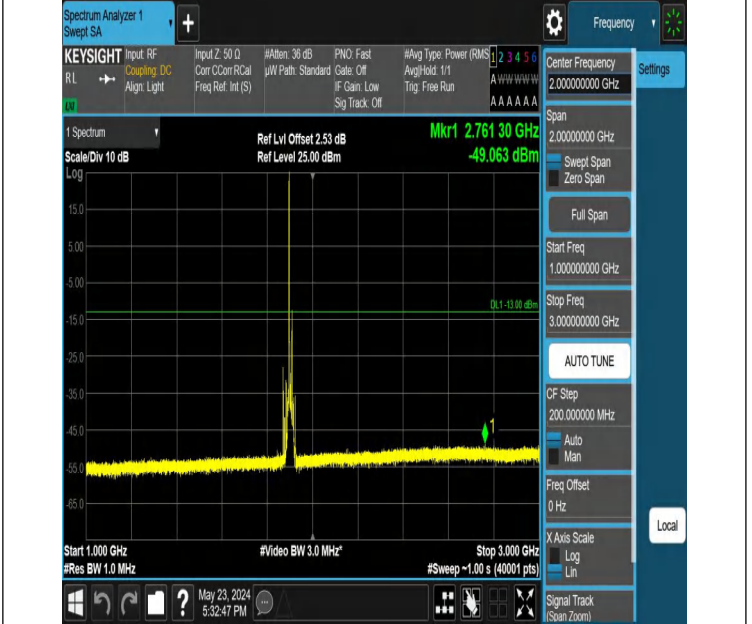 Spectrum Analyzer 1
Swept SA
+
Frequency
KEYSIGHT
RL
LXI
Input: RF
Coupling: DC
Align: Light
Input Z: 50 Ω
Corr CCorr RCal
Freq Ref: Int (S)
#Atten: 36 dB
µW Path: Standard
PNO: Fast
Gate: Off
IF Gain: Low
Sig Track: Off
#Avg Type: Power (RMS
Avg|Hold: 1/1
Trig: Free Run
1 2 3 4 5 6
A W W W W W
A A A A A A
1 Spectrum
Scale/Div 10 dB
Log
Ref Lvl Offset 2.53 dB
Ref Level 25.00 dBm
Mkr1 2.761 30 GHz
-49.063 dBm
15.0
5.00
-5.00
-15.0
-25.0
-35.0
-45.0
-55.0
-65.0
DL1 -13.00 dBm
1
Start 1.000 GHz
#Res BW 1.0 MHz
#Video BW 3.0 MHz*
Stop 3.000 GHz
#Sweep ~1.00 s (40001 pts)
Center Frequency
2.000000000 GHz
Settings
Span
2.00000000 GHz
Swept Span
Zero Span
Full Span
Start Freq
1.000000000 GHz
Stop Freq
3.000000000 GHz
AUTO TUNE
CF Step
200.000000 MHz
Auto
Man
Freq Offset
0 Hz
X Axis Scale
Log
Lin
Local
Signal Track
(Span Zoom)
?
May 23, 2024
5:32:47 PM